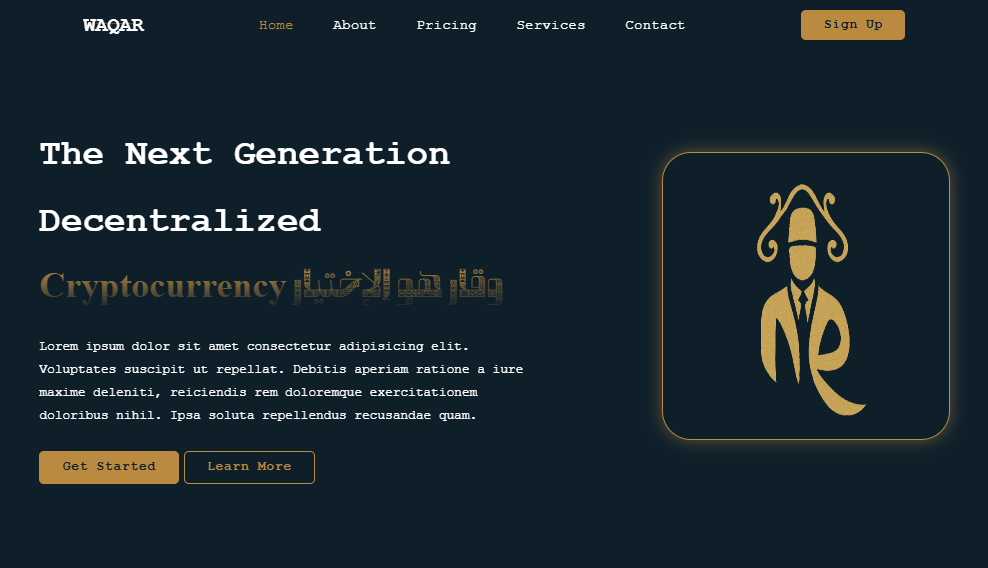 WAQAR
Home About Pricing Services Contact
Sign Up
The Next Generation
Decentralized
Cryptocurrency وقار هو الإختيار
Lorem ipsum dolor sit amet consectetur adipisicing elit.
Voluptates suscipit ut repellat. Debitis aperiam ratione a iure
maxime deleniti, reiciendis rem doloremque exercitationem
doloribus nihil. Ipsa soluta repellendus recusandae quam.
Get Started Learn More